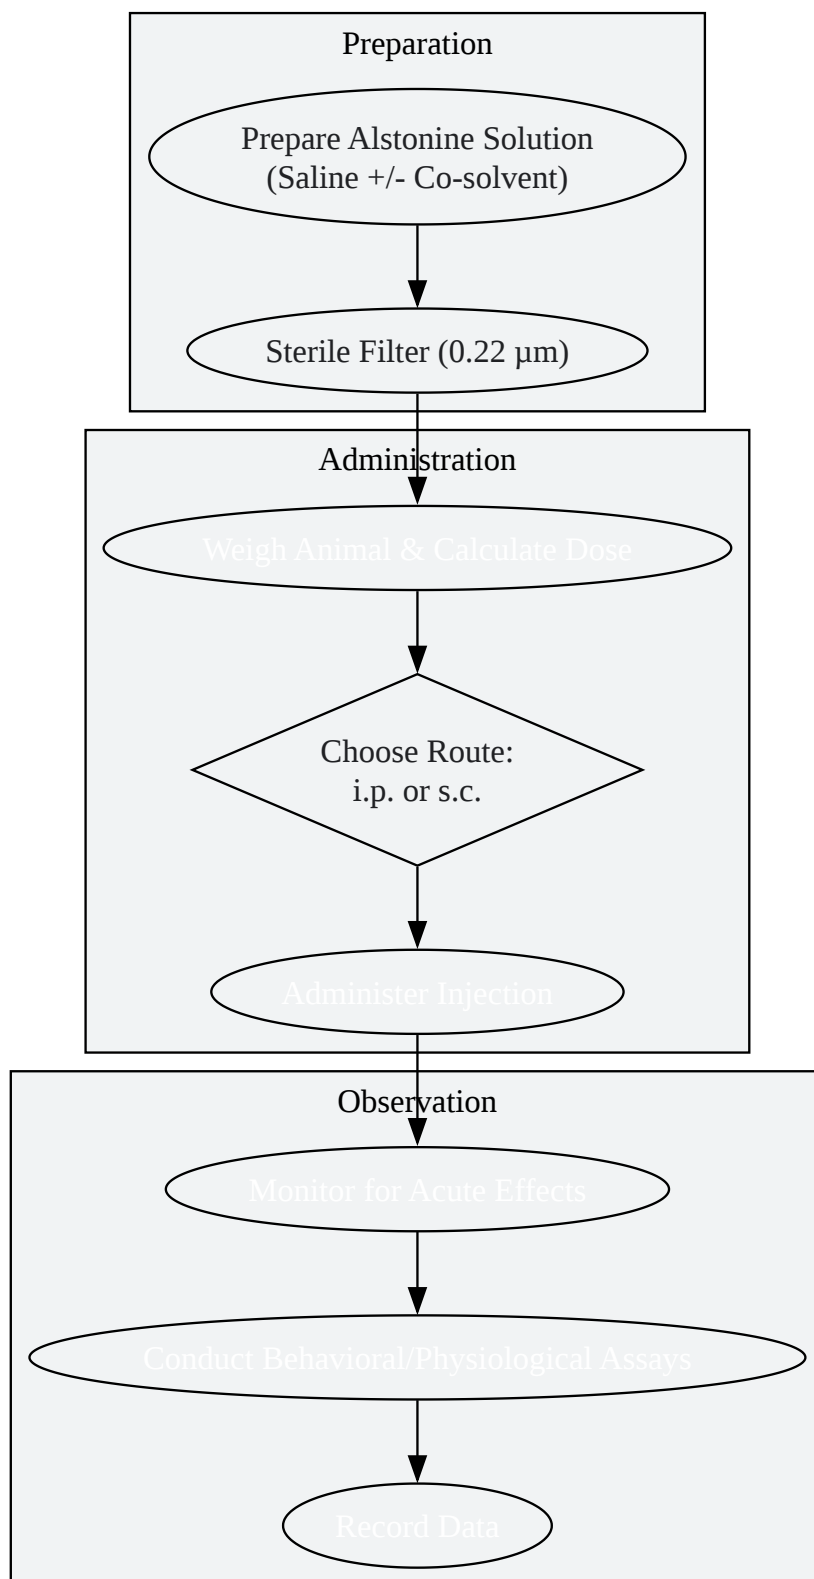 Preparation
Prepare Alstonine Solution
(Saline +/- Co-solvent)
Sterile Filter (0.22 µm)
Administration
Weigh Animal & Calculate Dose
Choose Route:
i.p. or s.c.
Administer Injection
Observation
Monitor for Acute Effects
Conduct Behavioral/Physiological Assays
Record Data